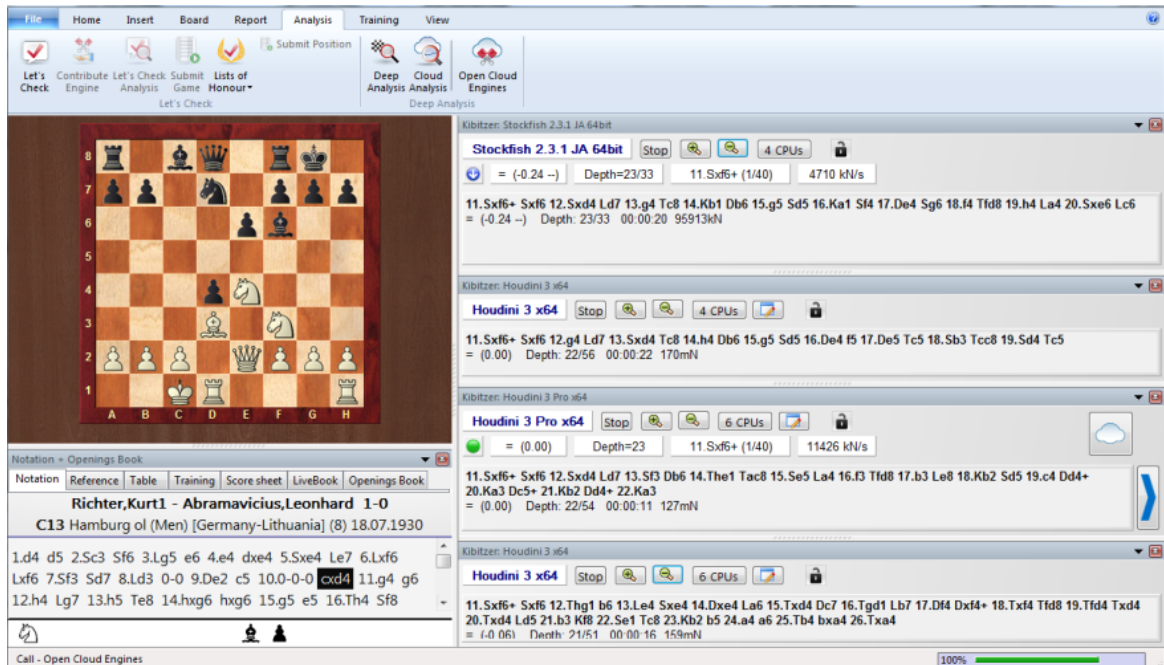 File Home Insert Board Report Analysis Training View
Let's Check
Contribute Engine
Let's Check Analysis
Submit Game
Lists of Honour
Submit Position
Deep Analysis
Cloud Analysis
Open Cloud Engines
Let's Check
Deep Analysis
8
7
6
5
4
3
2
1
A B C D E F G H
Notation + Openings Book
Notation Reference Table Training Score sheet LiveBook Openings Book
Richter,Kurt1 - Abramavicius,Leonhard 1-0
C13 Hamburg ol (Men) [Germany-Lithuania] (8) 18.07.1930
1.d4 d5 2.Sc3 Sf6 3.Lg5 e6 4.e4 dxe4 5.Sxe4 Le7 6.Lxf6
Lxf6 7.Sf3 Sd7 8.Ld3 0-0 9.De2 c5 10.0-0-0 cxd4 11.g4 g6
12.h4 Lg7 13.h5 Te8 14.hxg6 hxg6 15.g5 e5 16.Th4 Sf8
Kibitzer: Stockfish 2.3.1 JA 64bit
Stockfish 2.3.1 JA 64bit Stop 4 CPUs
= (-0.24 --) Depth=23/33 11.Sxf6+ (1/40) 4710 kN/s
11.Sxf6+ Sxf6 12.Sxd4 Ld7 13.g4 Tc8 14.Kb1 Db6 15.g5 Sd5 16.Ka1 Sf4 17.De4 Sg6 18.f4 Tfd8 19.h4 La4 20.Sxe6 Lc6
= (-0.24 --) Depth: 23/33 00:00:20 95913kN
Kibitzer: Houdini 3 x64
Houdini 3 x64 Stop 4 CPUs
11.Sxf6+ Sxf6 12.g4 Ld7 13.Sxd4 Tc8 14.h4 Db6 15.g5 Sd5 16.De4 f5 17.De5 Tc5 18.Sb3 Tcc8 19.Sd4 Tc5
= (0.00) Depth: 22/56 00:00:22 170mN
Kibitzer: Houdini 3 Pro x64
Houdini 3 Pro x64 Stop 6 CPUs
= (0.00) Depth=23 11.Sxf6+ (1/40) 11426 kN/s
11.Sxf6+ Sxf6 12.Sxd4 Ld7 13.Sf3 Db6 14.The1 Tac8 15.Se5 La4 16.f3 Tfd8 17.b3 Le8 18.Kb2 Sd5 19.c4 Dd4+
20.Ka3 Dc5+ 21.Kb2 Dd4+ 22.Ka3
= (0.00) Depth: 22/54 00:00:11 127mN
Kibitzer: Houdini 3 x64
Houdini 3 x64 Stop 6 CPUs
11.Sxf6+ Sxf6 12.Thg1 b6 13.Le4 Sxe4 14.Dxe4 La6 15.Txd4 Dc7 16.Tgd1 Lb7 17.Df4 Dxf4+ 18.Txf4 Tfd8 19.Tfd4 Txd4
20.Txd4 Ld5 21.b3 Kf8 22.Se1 Tc8 23.Kb2 b5 24.a4 a6 25.Tb4 bxa4 26.Txa4
= (-0.06) Depth: 21/51 00:00:16 159mN
Call - Open Cloud Engines
100%